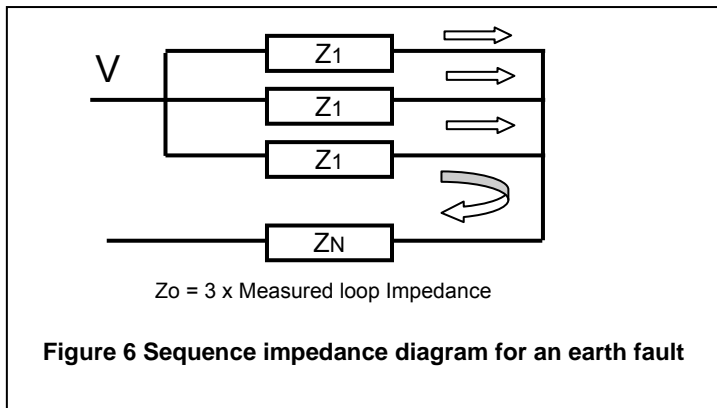 V
Z1
Z1
Z1
ZN
Zo = 3 x Measured loop Impedance
Figure 6 Sequence impedance diagram for an earth fault